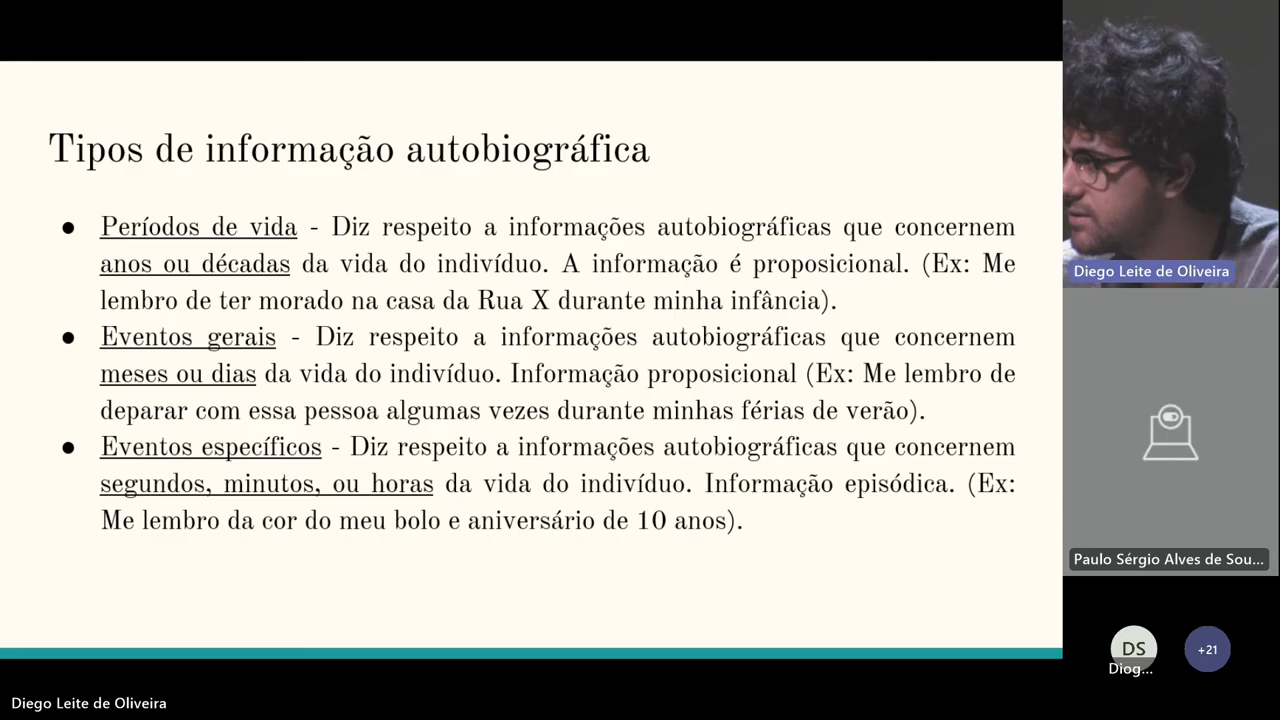 Tipos de informação autobiográfica
● Períodos de vida - Diz respeito a informações autobiográficas que concernem
anos ou décadas da vida do indivíduo. A informação é proposicional. (Ex: Me
lembro de ter morado na casa da Rua X durante minha infância).
● Eventos gerais - Diz respeito a informações autobiográficas que concernem
meses ou dias da vida do indivíduo. Informação proposicional (Ex: Me lembro de
deparar com essa pessoa algumas vezes durante minhas férias de verão).
● Eventos específicos - Diz respeito a informações autobiográficas que concernem
segundos, minutos, ou horas da vida do indivíduo. Informação episódica. (Ex:
Me lembro da cor do meu bolo e aniversário de 10 anos).
Diego Leite de Oliveira
Paulo Sérgio Alves de Sou...
DS
Diog...
+21
Diego Leite de Oliveira